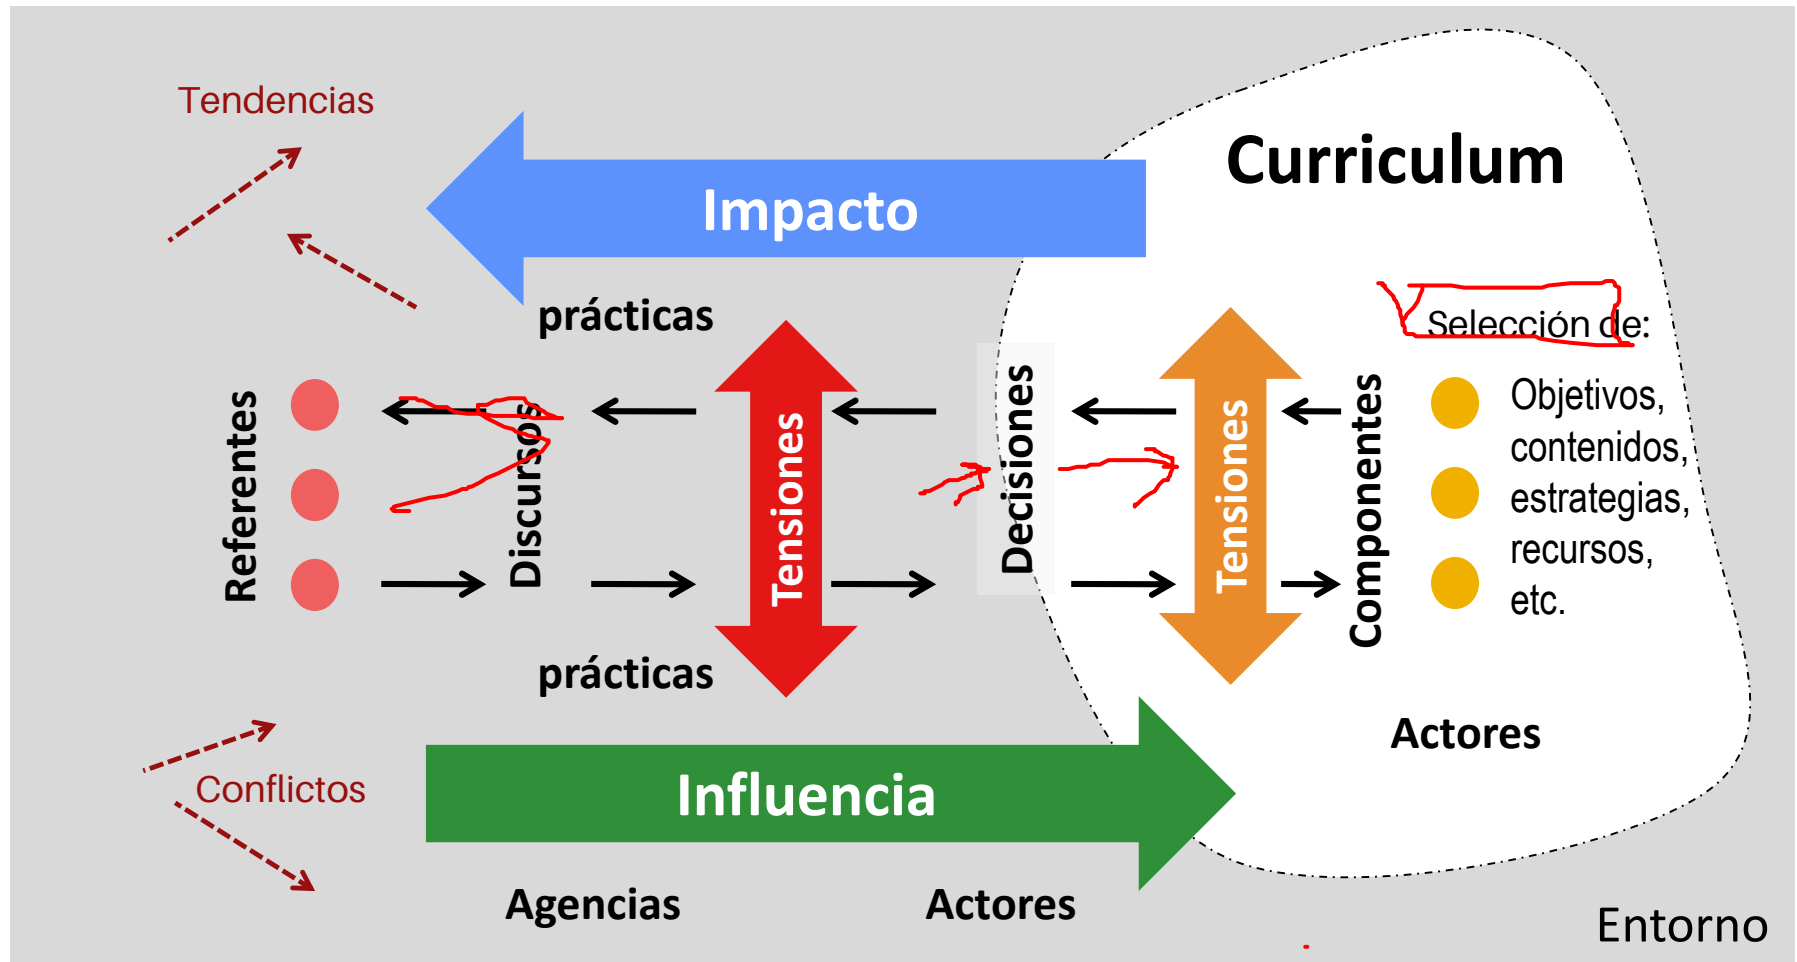 Tendencias
Curriculum
Impacto
prácticas
Selección de:
Referentes
Discursos
Tensiones
Decisiones
Tensiones
Componentes
Objetivos,
contenidos,
estrategias,
recursos,
etc.
prácticas
Actores
Conflictos
Influencia
Agencias
Actores
Entorno